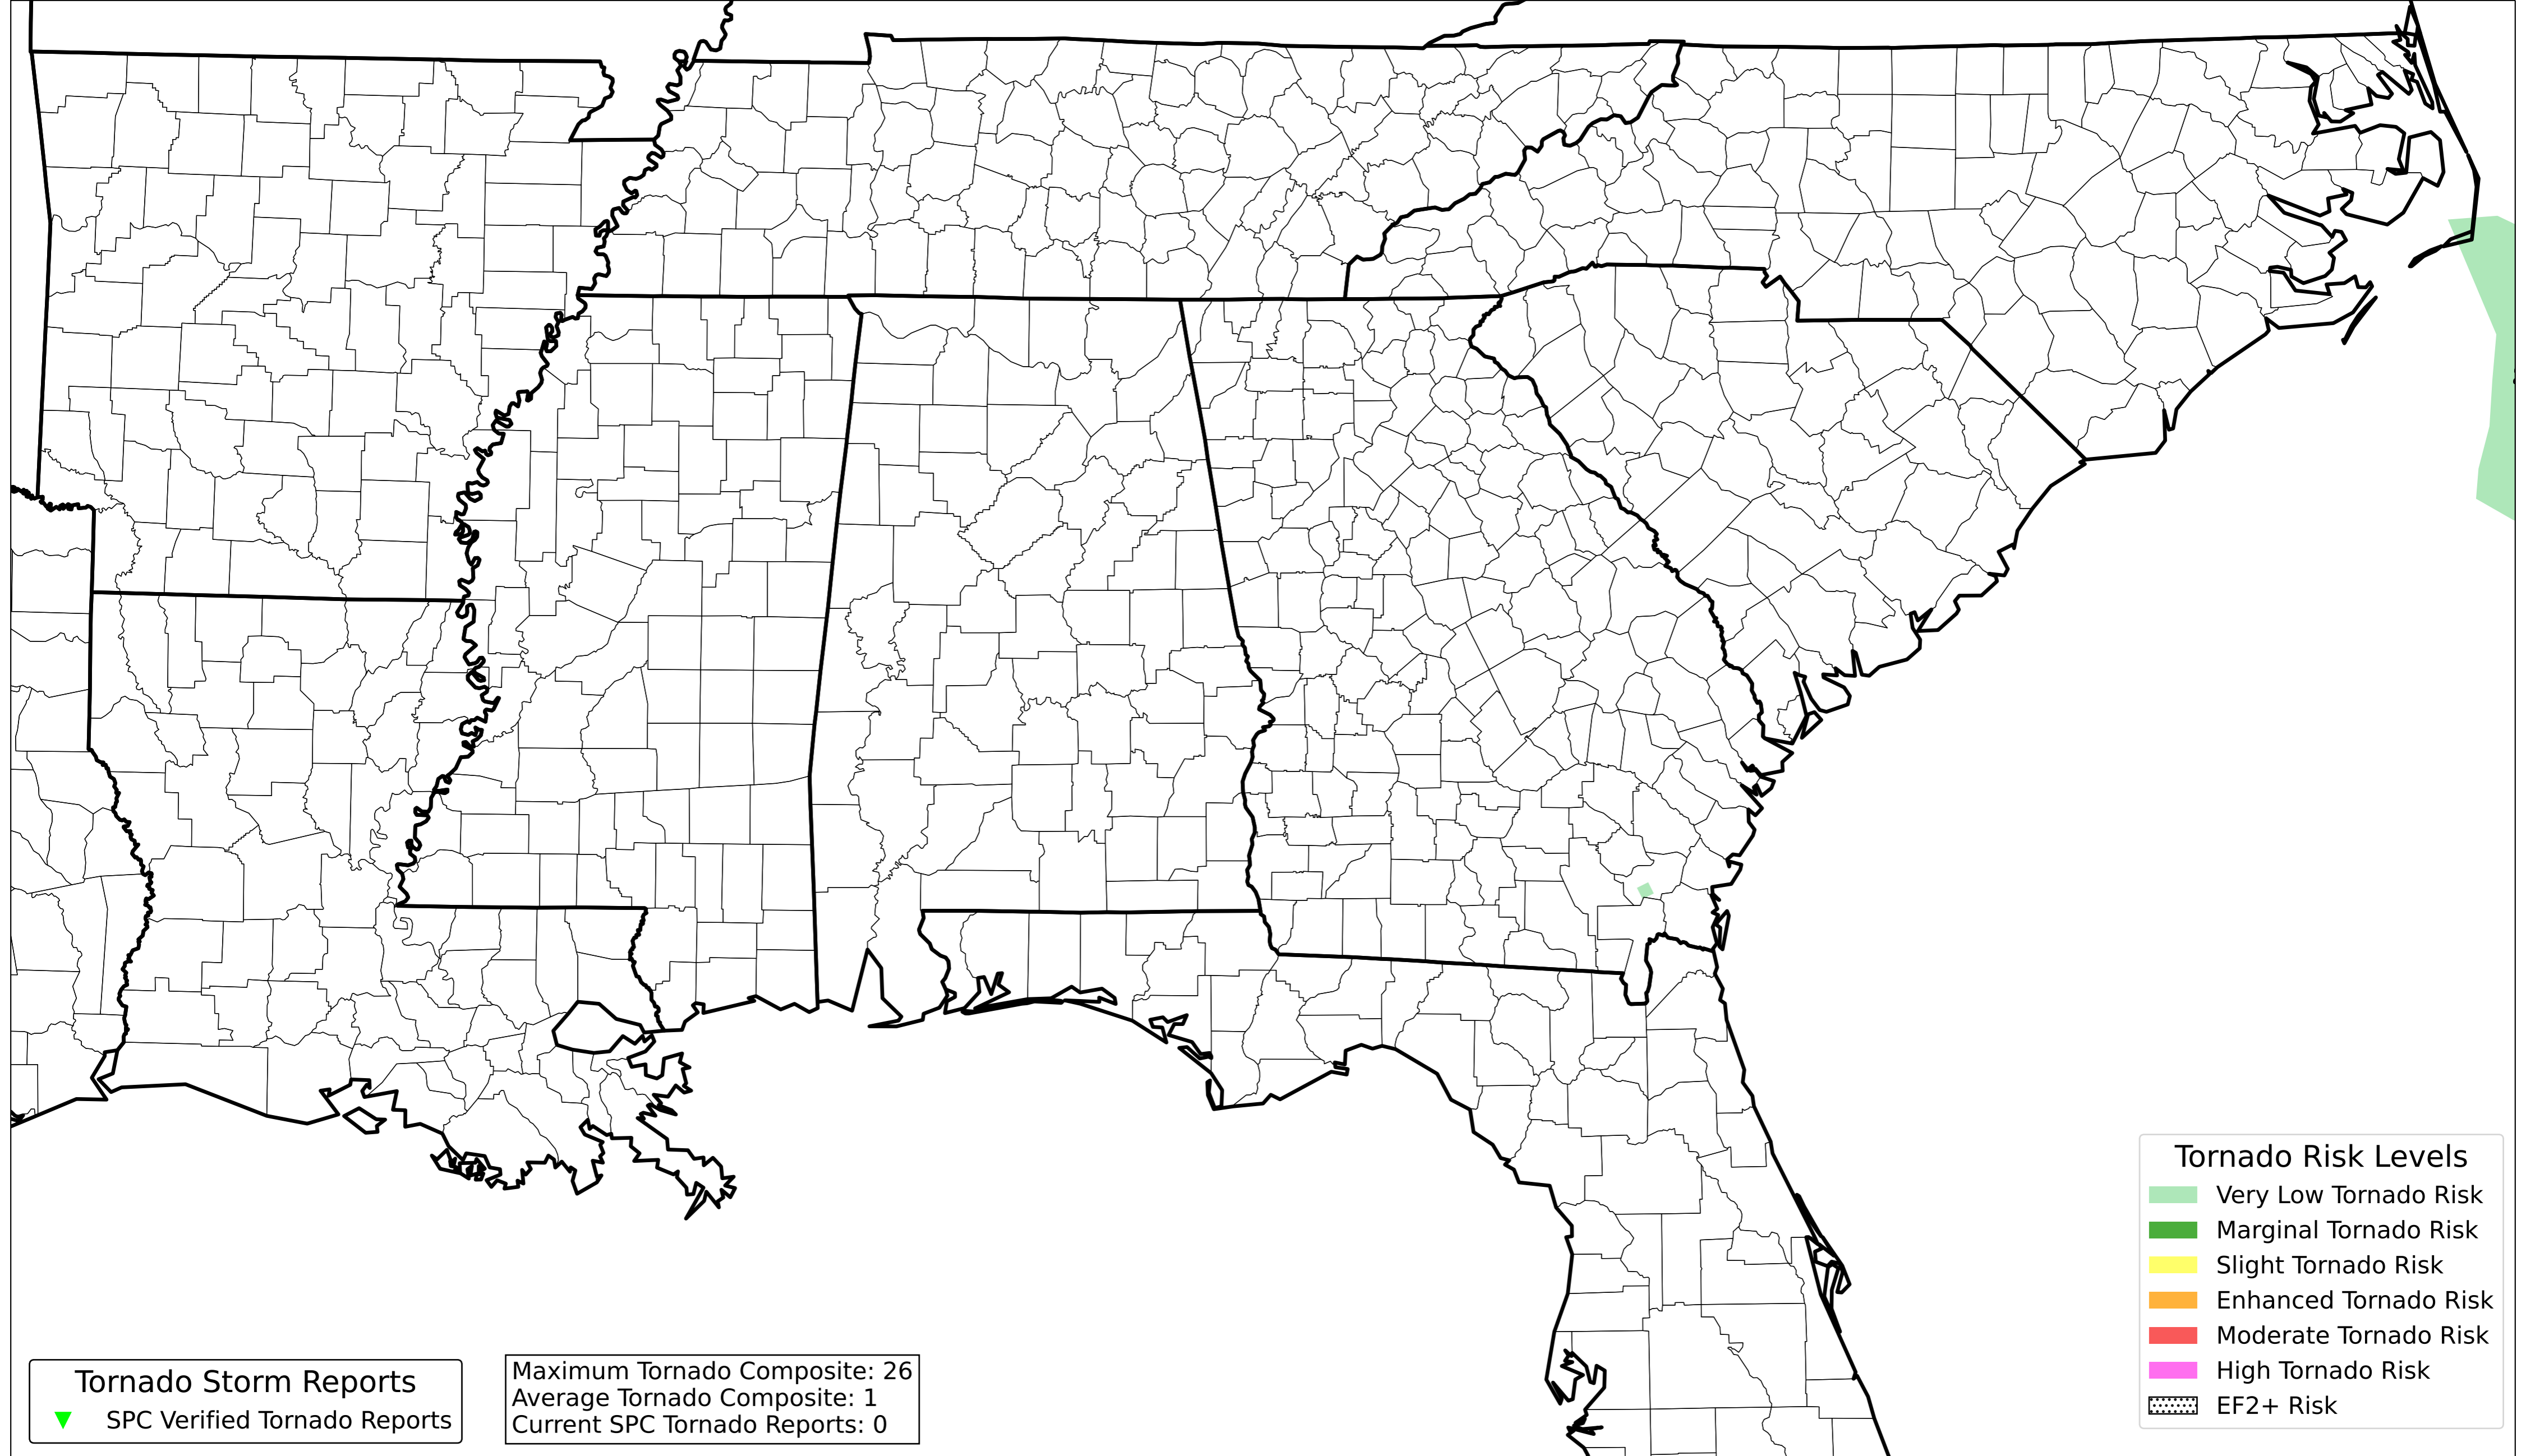 Tornado Risk Levels
Very Low Tornado Risk
Marginal Tornado Risk
Slight Tornado Risk
Enhanced Tornado Risk
Moderate Tornado Risk
High Tornado Risk
EF2+ Risk
Tornado Storm Reports
SPC Verified Tornado Reports
Maximum Tornado Composite: 26
Average Tornado Composite: 1
Current SPC Tornado Reports: 0